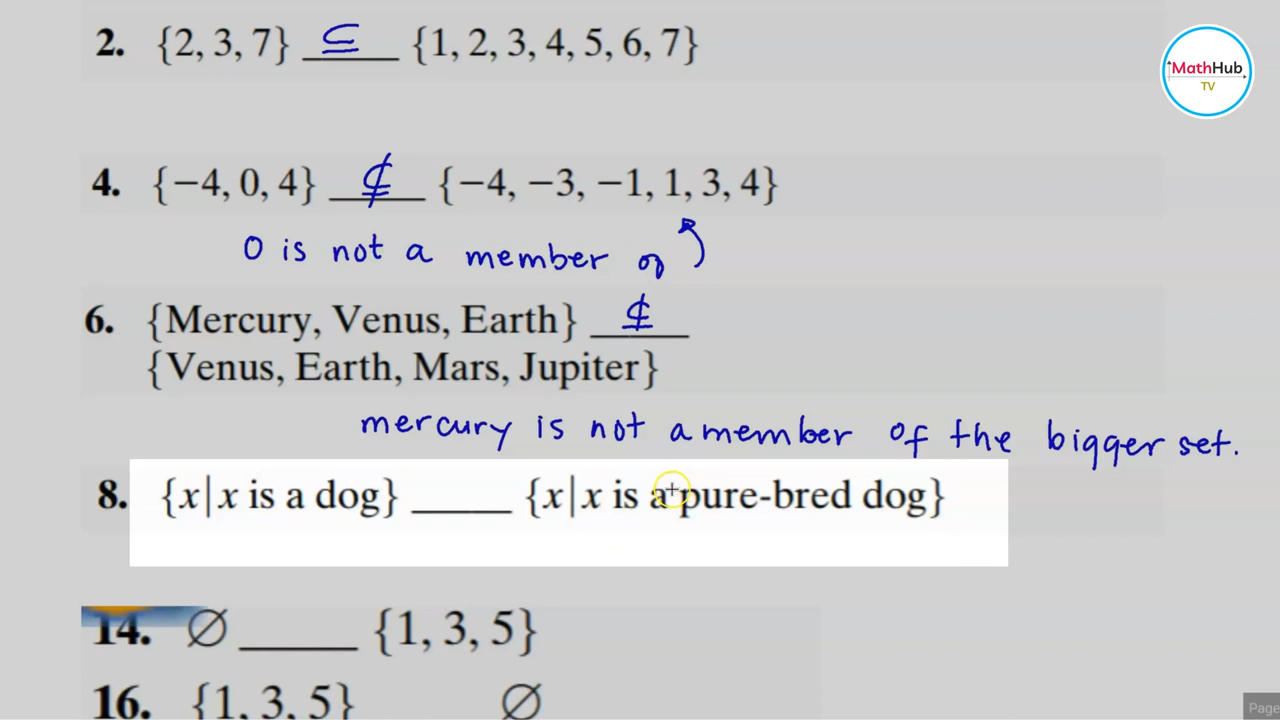 MathHub
TV
2. {2, 3, 7} ⊆ {1, 2, 3, 4, 5, 6, 7}
4. {−4, 0, 4} ⊈ {−4, −3, −1, 1, 3, 4}
0 is not a member of
6. {Mercury, Venus, Earth} ⊈
{Venus, Earth, Mars, Jupiter}
mercury is not a member of the bigger set.
8. {x|x is a dog} ____ {x|x is a pure-bred dog}
14. ∅ ____ {1, 3, 5}
16. {1, 3, 5} ∅
Page